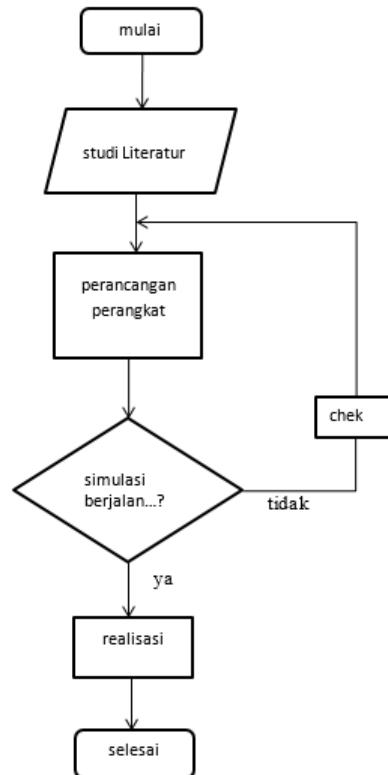 mulai
studi Literatur
perancangan
perangkat
chek
simulasi
berjalan...?
tidak
ya
realisasi
selesai